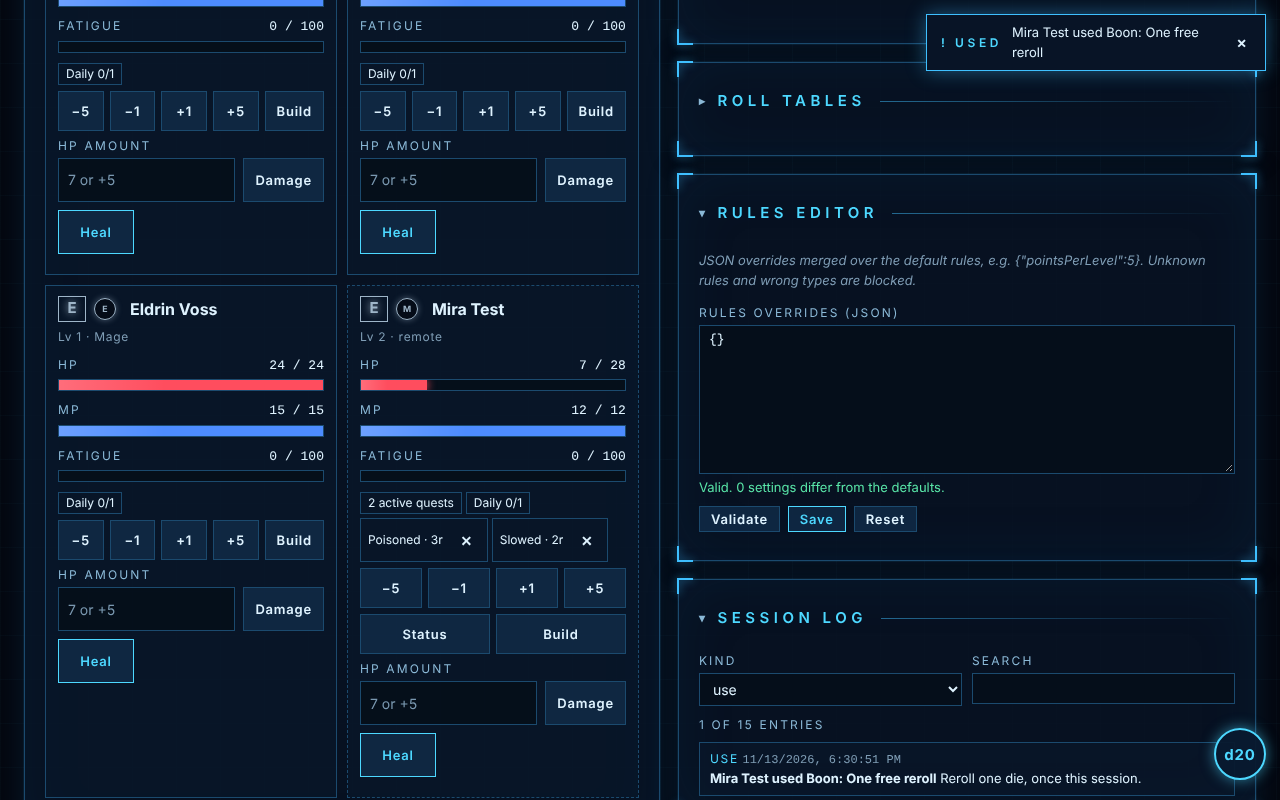 FATIGUE 0 / 100
Daily 0/1
−5 −1 +1 +5 Build
HP AMOUNT
7 or +5 Damage
Heal
FATIGUE 0 / 100
Daily 0/1
−5 −1 +1 +5 Build
HP AMOUNT
7 or +5 Damage
Heal
E E Eldrin Voss
Lv 1 · Mage
HP 24 / 24
MP 15 / 15
FATIGUE 0 / 100
Daily 0/1
−5 −1 +1 +5 Build
HP AMOUNT
7 or +5 Damage
Heal
E M Mira Test
Lv 2 · remote
HP 7 / 28
MP 12 / 12
FATIGUE 0 / 100
2 active quests Daily 0/1
Poisoned · 3r × Slowed · 2r ×
−5 −1 +1 +5
Status Build
HP AMOUNT
7 or +5 Damage
Heal
! USED Mira Test used Boon: One free
reroll ×
▸ ROLL TABLES
▾ RULES EDITOR
JSON overrides merged over the default rules, e.g. {"pointsPerLevel":5}. Unknown
rules and wrong types are blocked.
RULES OVERRIDES (JSON)
{}
Valid. 0 settings differ from the defaults.
Validate Save Reset
▾ SESSION LOG
KIND SEARCH
use
1 OF 15 ENTRIES
USE 11/13/2026, 6:30:51 PM
Mira Test used Boon: One free reroll Reroll one die, once this session.
d20